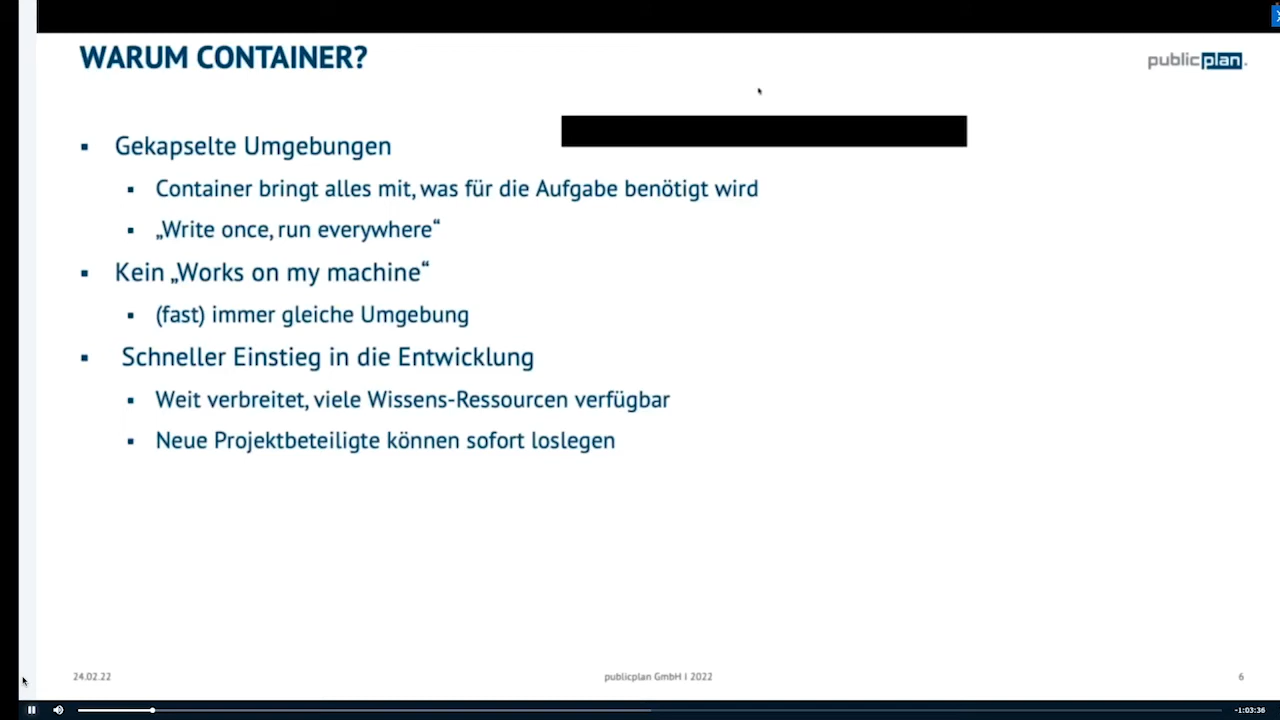 WARUM CONTAINER?
publicplan.
Gekapselte Umgebungen
Container bringt alles mit, was für die Aufgabe benötigt wird
„Write once, run everywhere“
Kein „Works on my machine“
(fast) immer gleiche Umgebung
Schneller Einstieg in die Entwicklung
Weit verbreitet, viele Wissens-Ressourcen verfügbar
Neue Projektbeteiligte können sofort loslegen
24.02.22
publicplan GmbH I 2022
6
-1:03:36